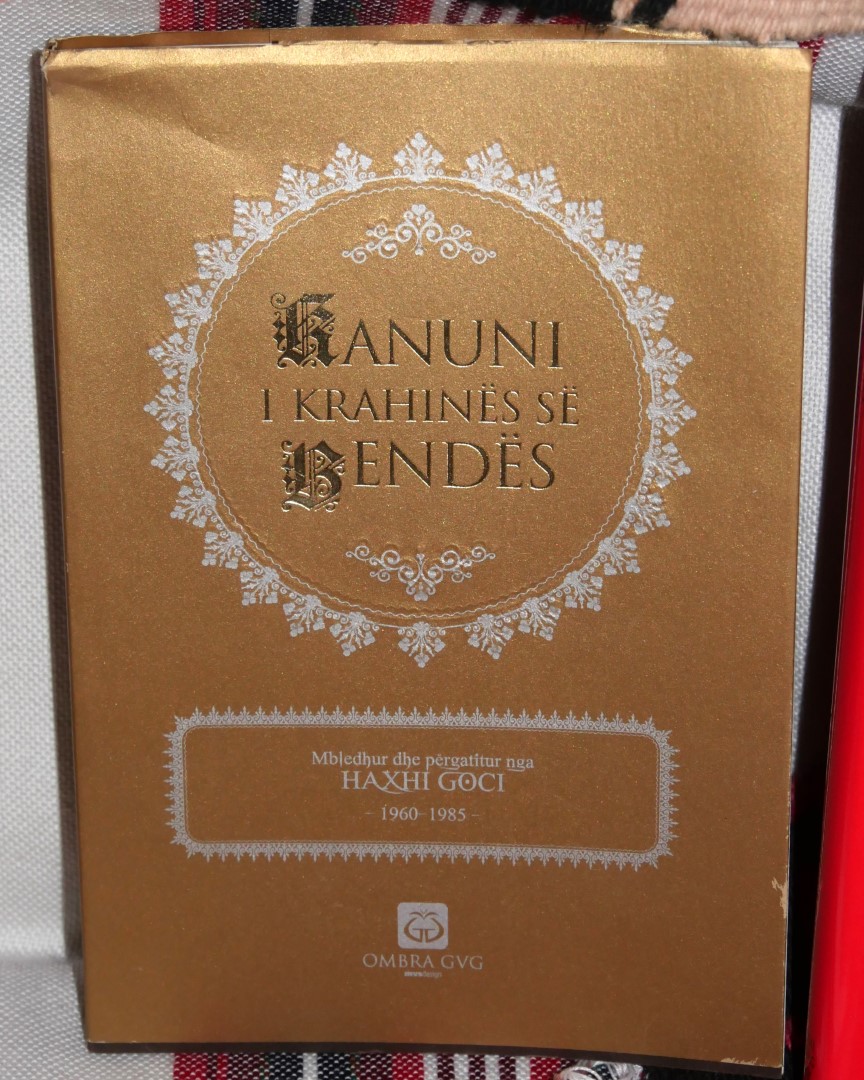 KANUNI
I KRAHINËS SË
BENDËS
Mbledhur dhe përgatitur nga
HAXHI GOCI
- 1960-1985 -
OMBRA GVG